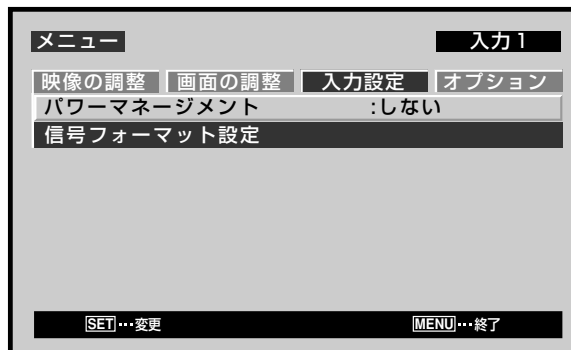 メニュー 入力1
映像の調整 画面の調整 入力設定 オプション
パワーマネージメント :しない
信号フォーマット設定
SET…変更 MENU…終了